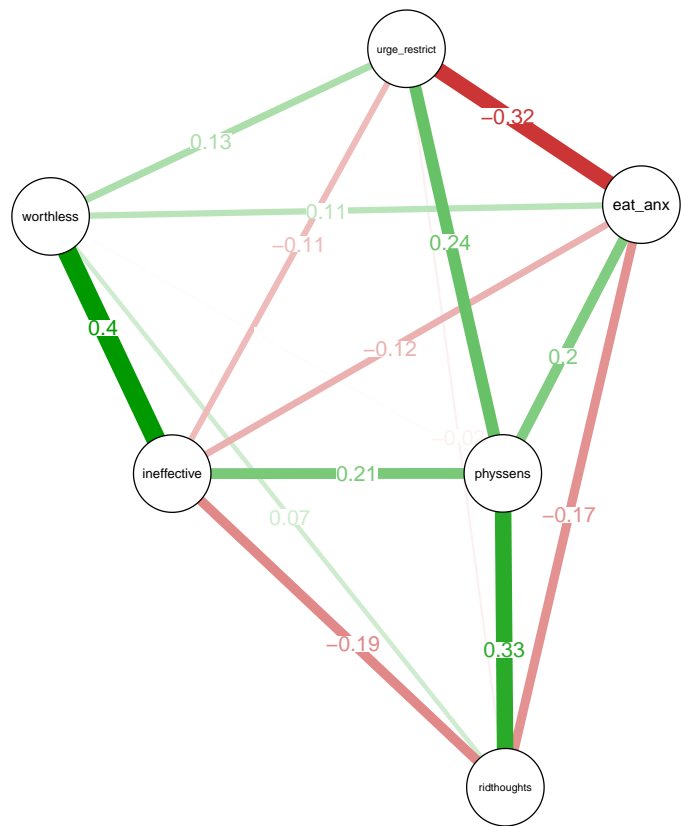 urge_restrict
−0.32
0.13
eat_anx
worthless
0.11
0.24
−0.11
0.4
−0.12
0.2
ineffective
0.21
physsens
0.07
−0.17
−0.19
0.33
ridthoughts